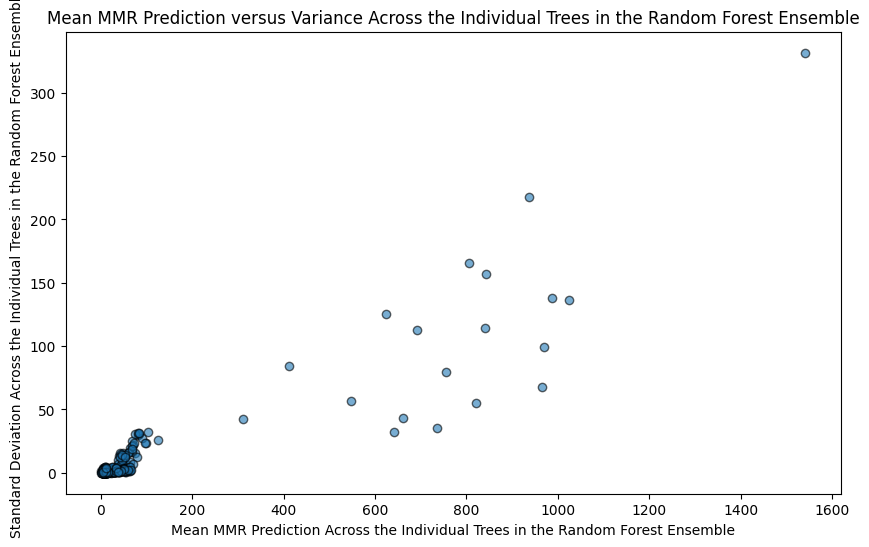 Mean MMR Prediction versus Variance Across the Individual Trees in the Random Forest Ensemble
Standard Deviation Across the Individual Trees in the Random Forest Ensembl
300
250
200
150
100
50
0
0 200 400 600 800 1000 1200 1400 1600
Mean MMR Prediction Across the Individual Trees in the Random Forest Ensemble